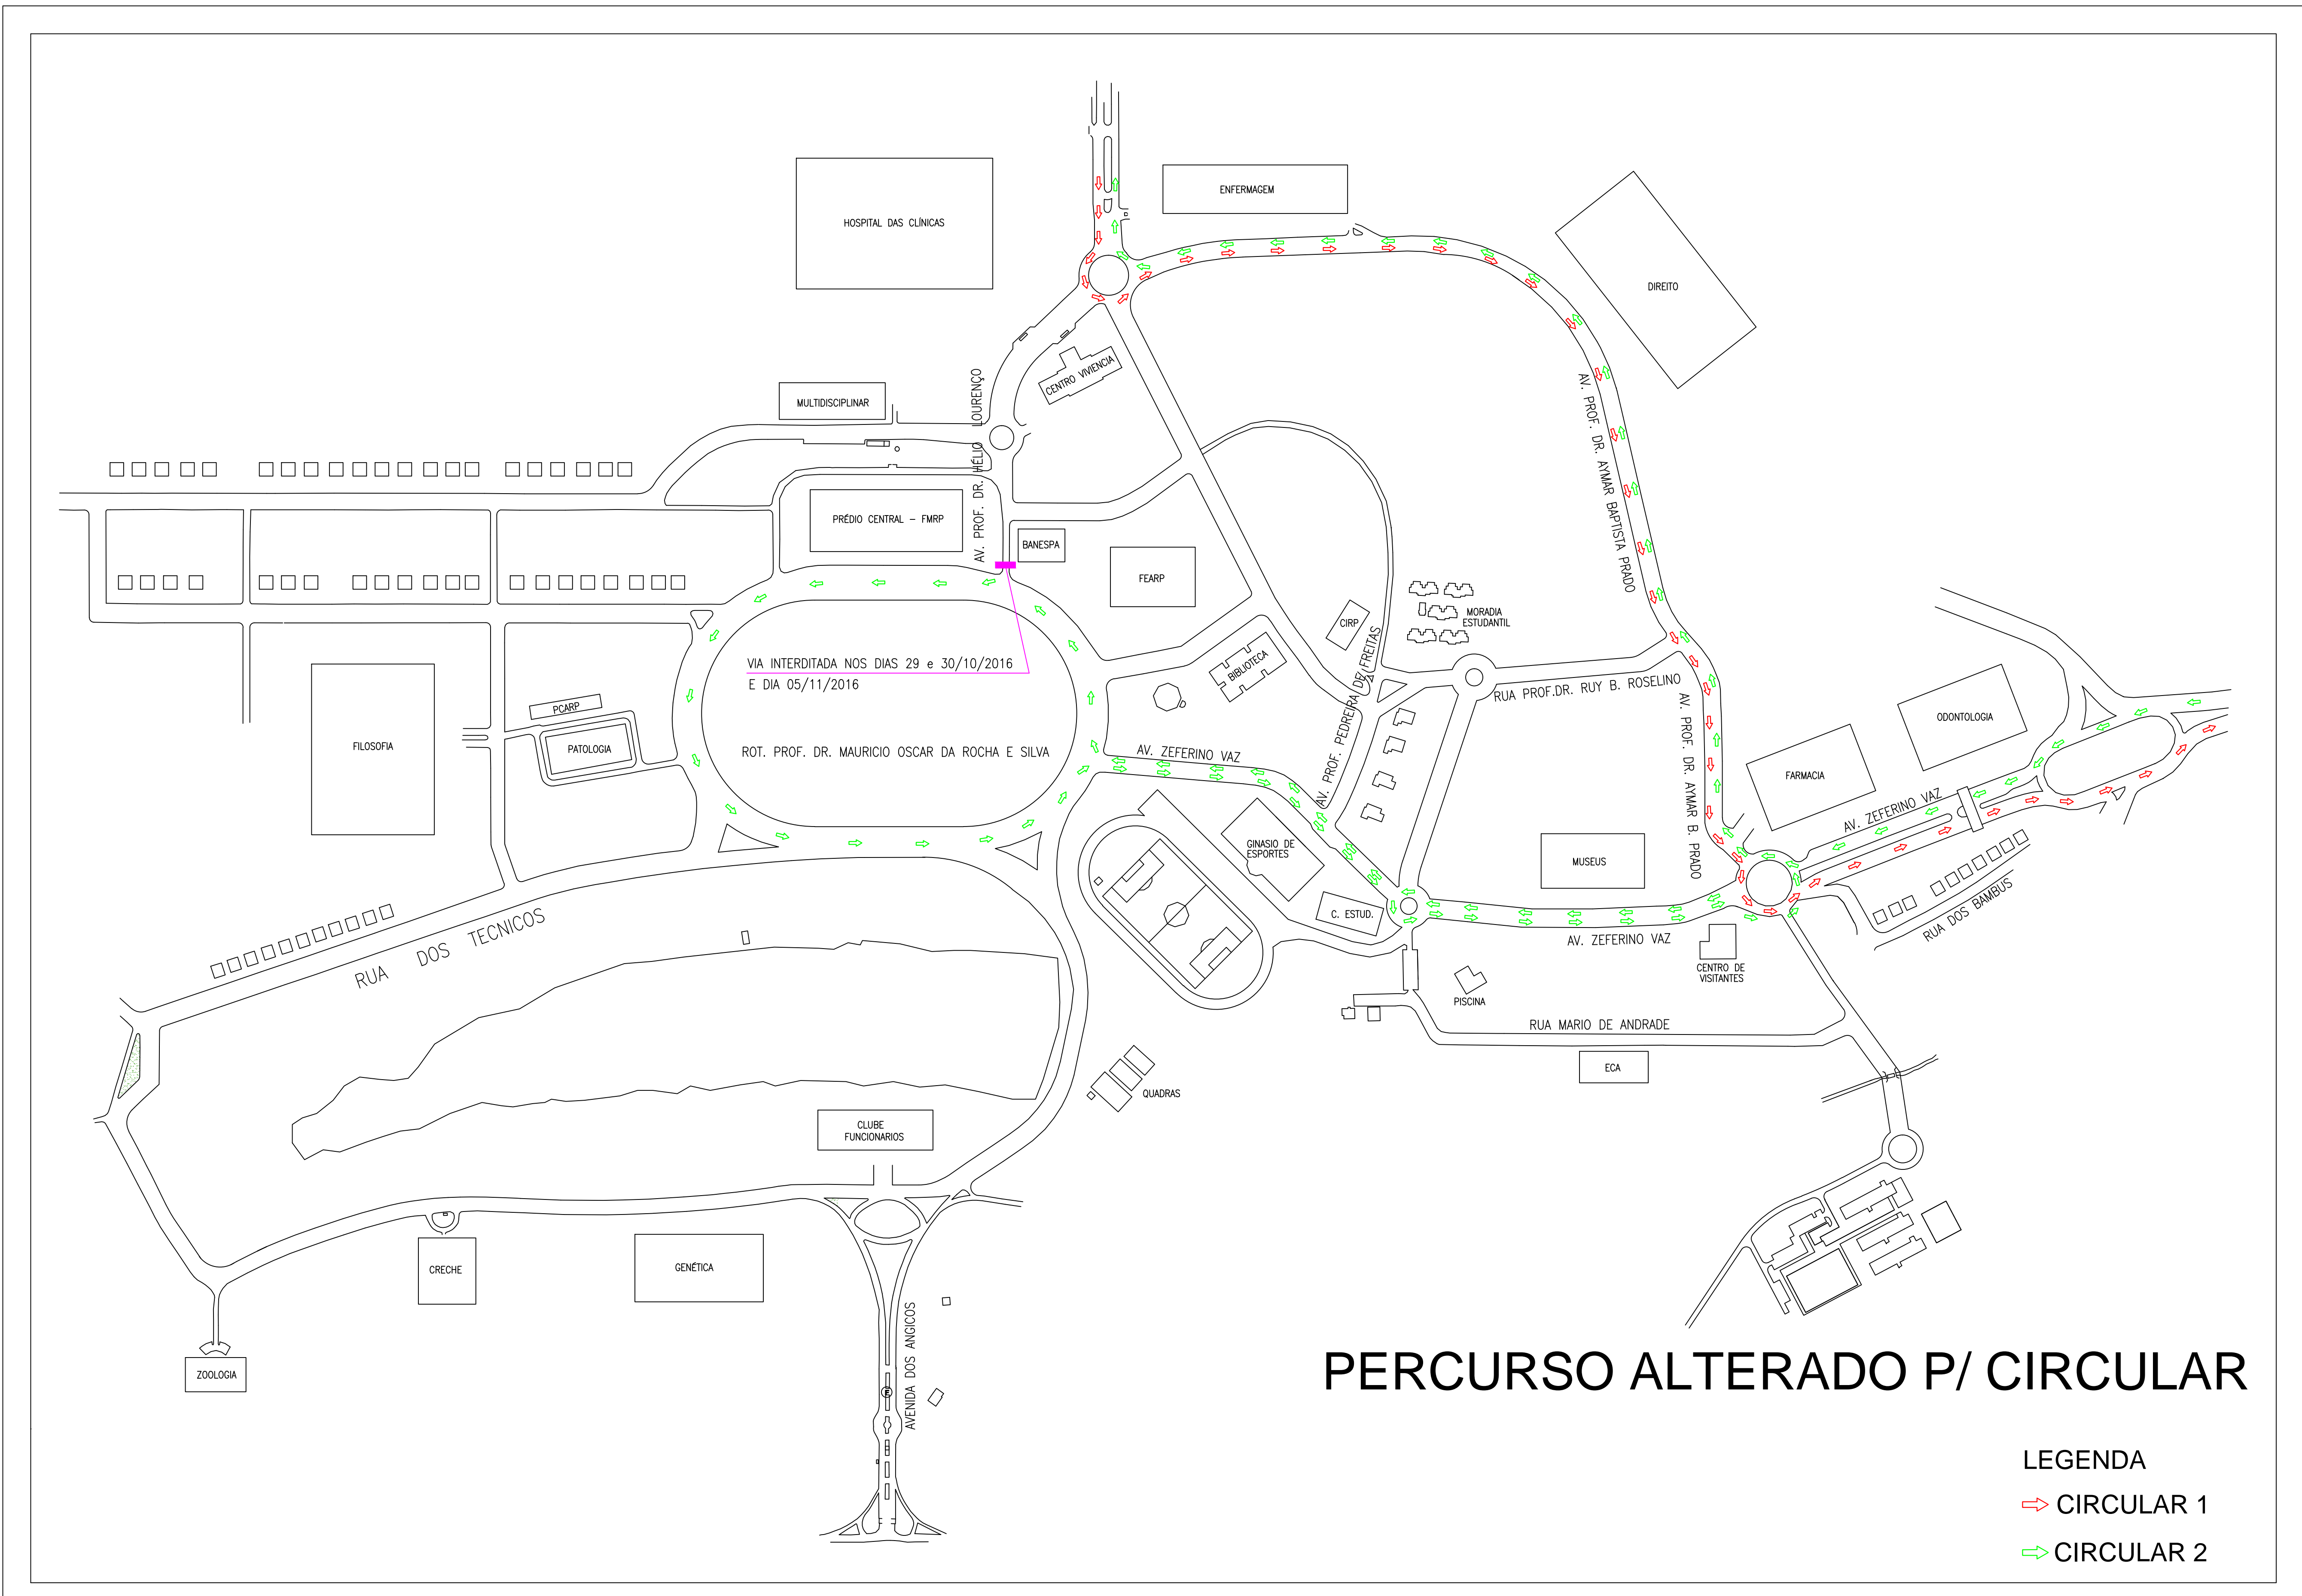 ENFERMAGEM
HOSPITAL DAS CLÍNICAS
DIREITO
CENTRO VIVIENCIA
MULTIDISCIPLINAR
AV. PROF. DR. HÉLIO LOURENÇO
AV. PROF. DR. AYMAR BAPTISTA PRADO
PRÉDIO CENTRAL - FMRP
BANESPA
FEARP
CIRP
MORADIA
ESTUDANTIL
BIBLIOTECA
VIA INTERDITADA NOS DIAS 29 e 30/10/2016
E DIA 05/11/2016
RUA PROF.DR. RUY B. ROSELINO
AV. PROF. PEDREIRA DE FREITAS
PCARP
FILOSOFIA
PATOLOGIA
ROT. PROF. DR. MAURICIO OSCAR DA ROCHA E SILVA
AV. ZEFERINO VAZ
AV. PROF. DR. AYMAR B. PRADO
ODONTOLOGIA
FARMACIA
AV. ZEFERINO VAZ
GINASIO DE
ESPORTES
MUSEUS
C. ESTUD.
RUA DOS BAMBUS
RUA DOS TECNICOS
AV. ZEFERINO VAZ
CENTRO DE
VISITANTES
PISCINA
RUA MARIO DE ANDRADE
ECA
QUADRAS
CLUBE
FUNCIONARIOS
CRECHE
GENÉTICA
ZOOLOGIA
AVENIDA DOS ANGICOS
PERCURSO ALTERADO P/ CIRCULAR
LEGENDA
CIRCULAR 1
CIRCULAR 2